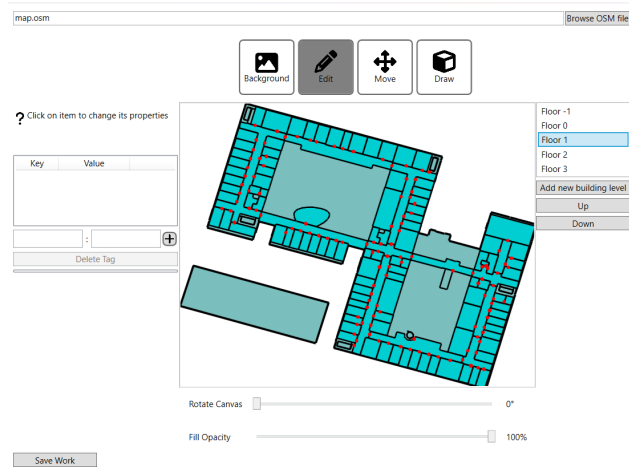 map.osm
Browse OSM file
Background
Edit
Move
Draw
? Click on item to change its properties
Key Value
:
Delete Tag
Floor -1
Floor 0
Floor 1
Floor 2
Floor 3
Add new building level
Up
Down
Rotate Canvas 0°
Fill Opacity 100%
Save Work